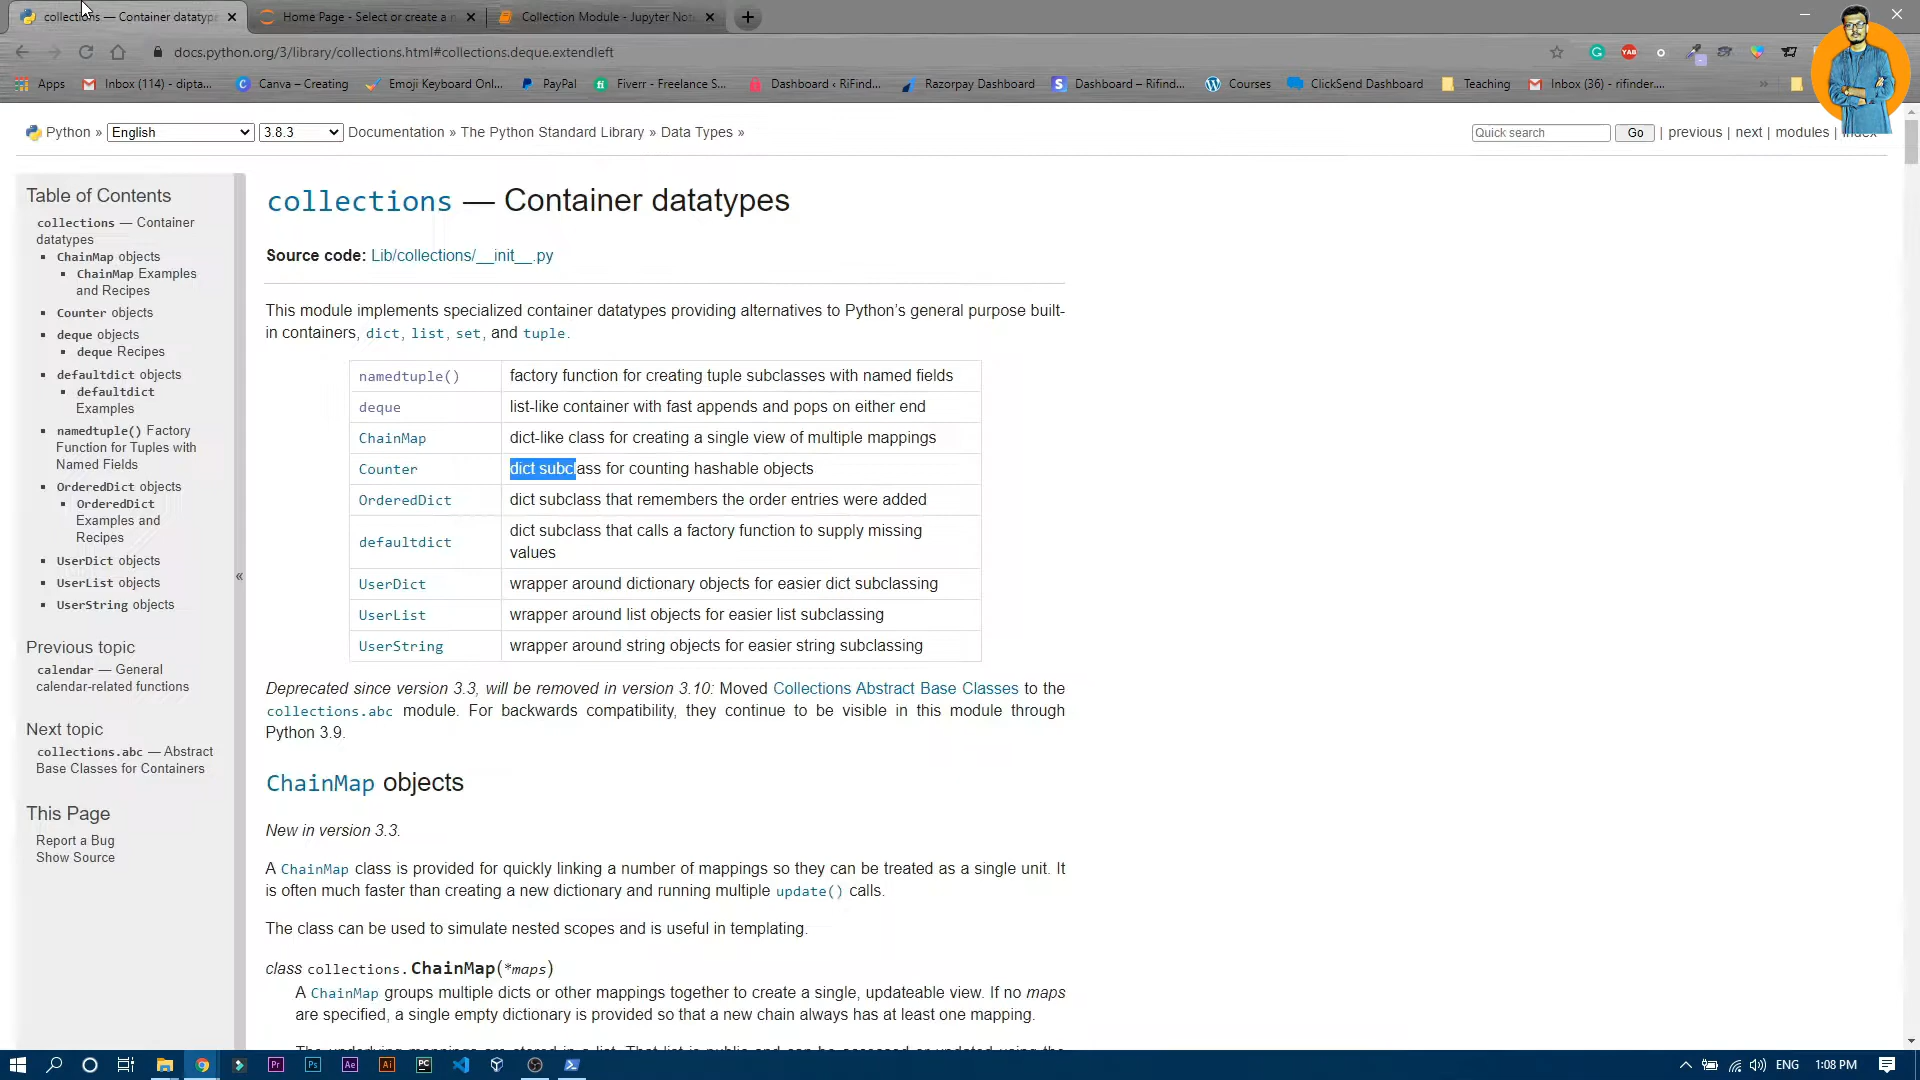 collections — Container datatype
Home Page - Select or create a n
Collection Module - Jupyter Not
docs.python.org/3/library/collections.html#collections.deque.extendleft
Apps
Inbox (114) - dipta...
Canva – Creating
Emoji Keyboard Onl...
PayPal
Fiverr - Freelance S...
Dashboard ‹ RiFind...
Razorpay Dashboard
Dashboard – Rifind...
Courses
ClickSend Dashboard
Teaching
Inbox (36) - rifinder....
»
Python » English 3.8.3 Documentation » The Python Standard Library » Data Types »
Quick search Go | previous | next | modules | index
Table of Contents
collections — Container
datatypes
ChainMap objects
ChainMap Examples
and Recipes
Counter objects
deque objects
deque Recipes
defaultdict objects
defaultdict
Examples
namedtuple() Factory
Function for Tuples with
Named Fields
OrderedDict objects
OrderedDict
Examples and
Recipes
UserDict objects
UserList objects
UserString objects
Previous topic
calendar — General
calendar-related functions
Next topic
collections.abc — Abstract
Base Classes for Containers
This Page
Report a Bug
Show Source
«
collections — Container datatypes
Source code: Lib/collections/__init__.py
This module implements specialized container datatypes providing alternatives to Python’s general purpose built-
in containers, dict, list, set, and tuple.
namedtuple() factory function for creating tuple subclasses with named fields
deque list-like container with fast appends and pops on either end
ChainMap dict-like class for creating a single view of multiple mappings
Counter dict subclass for counting hashable objects
OrderedDict dict subclass that remembers the order entries were added
defaultdict dict subclass that calls a factory function to supply missing
values
UserDict wrapper around dictionary objects for easier dict subclassing
UserList wrapper around list objects for easier list subclassing
UserString wrapper around string objects for easier string subclassing
Deprecated since version 3.3, will be removed in version 3.10: Moved Collections Abstract Base Classes to the
collections.abc module. For backwards compatibility, they continue to be visible in this module through
Python 3.9.
ChainMap objects
New in version 3.3.
A ChainMap class is provided for quickly linking a number of mappings so they can be treated as a single unit. It
is often much faster than creating a new dictionary and running multiple update() calls.
The class can be used to simulate nested scopes and is useful in templating.
class collections.ChainMap(*maps)
A ChainMap groups multiple dicts or other mappings together to create a single, updateable view. If no maps
are specified, a single empty dictionary is provided so that a new chain always has at least one mapping.
ENG 1:08 PM